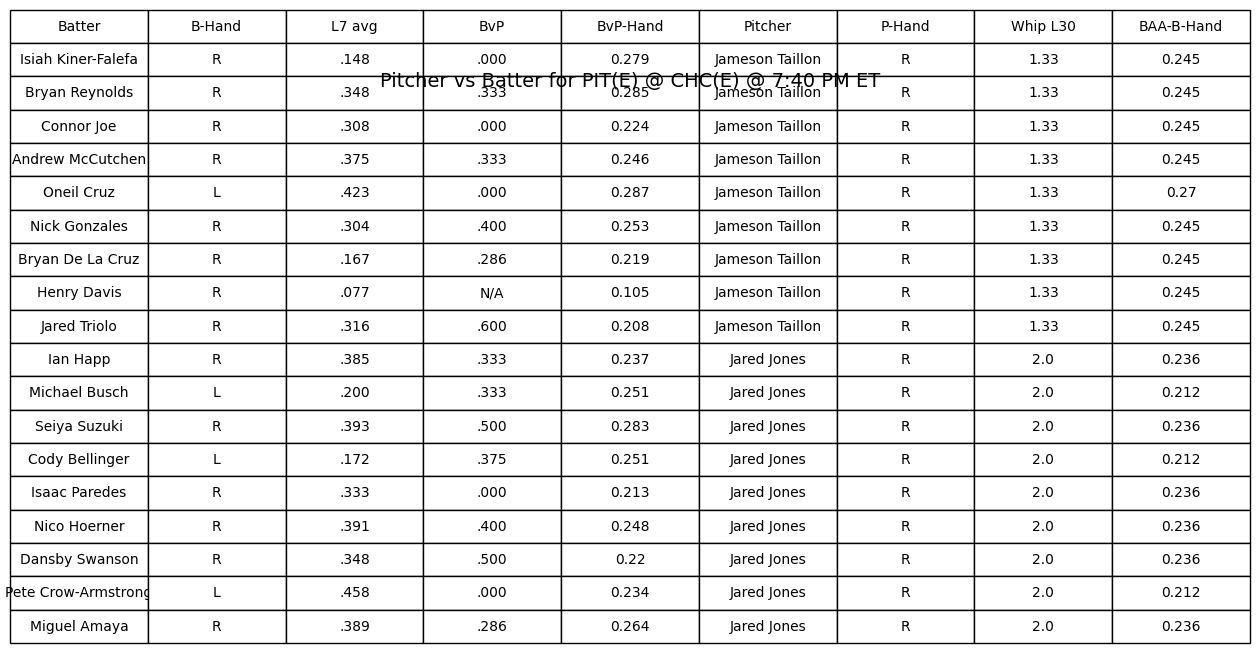 Batter B-Hand L7 avg BvP BvP-Hand Pitcher P-Hand Whip L30 BAA-B-Hand
Isiah Kiner-Falefa R .148 .000 0.279 Jameson Taillon R 1.33 0.245
Pitcher vs Batter for PIT(E) @ CHC(E) @ 7:40 PM ET
Bryan Reynolds R .348 .333 0.285 Jameson Taillon R 1.33 0.245
Connor Joe R .308 .000 0.224 Jameson Taillon R 1.33 0.245
Andrew McCutchen R .375 .333 0.246 Jameson Taillon R 1.33 0.245
Oneil Cruz L .423 .000 0.287 Jameson Taillon R 1.33 0.27
Nick Gonzales R .304 .400 0.253 Jameson Taillon R 1.33 0.245
Bryan De La Cruz R .167 .286 0.219 Jameson Taillon R 1.33 0.245
Henry Davis R .077 N/A 0.105 Jameson Taillon R 1.33 0.245
Jared Triolo R .316 .600 0.208 Jameson Taillon R 1.33 0.245
Ian Happ R .385 .333 0.237 Jared Jones R 2.0 0.236
Michael Busch L .200 .333 0.251 Jared Jones R 2.0 0.212
Seiya Suzuki R .393 .500 0.283 Jared Jones R 2.0 0.236
Cody Bellinger L .172 .375 0.251 Jared Jones R 2.0 0.212
Isaac Paredes R .333 .000 0.213 Jared Jones R 2.0 0.236
Nico Hoerner R .391 .400 0.248 Jared Jones R 2.0 0.236
Dansby Swanson R .348 .500 0.22 Jared Jones R 2.0 0.236
Pete Crow-Armstrong L .458 .000 0.234 Jared Jones R 2.0 0.212
Miguel Amaya R .389 .286 0.264 Jared Jones R 2.0 0.236